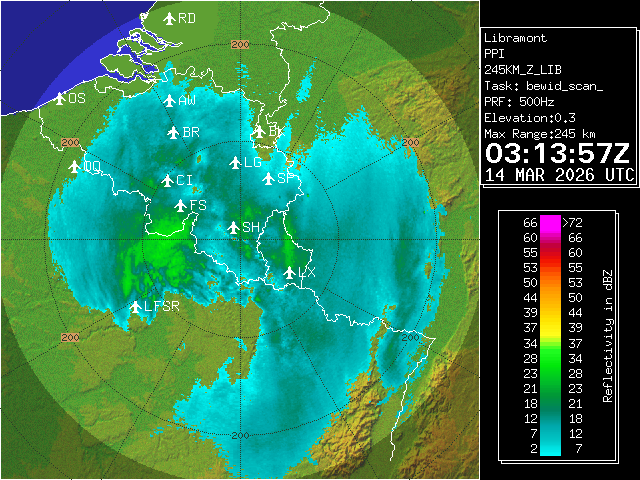 RD
200
OS
AW
BR
BK
200
200
LG
QQ
CI
SP
FS
SH
LX
LFSR
200
200
200
Libramont
PPI
245KM_Z_LIB
Task: bewid_scan_
PRF: 500Hz
Elevation:0.3
Max Range:245 km
03:13:57Z
14 MAR 2026 UTC
66 >72
60 66
55 60
53 55
50 53
44 50
39 44
37 39
34 37
28 34
23 28
21 23
18 21
12 18
7 12
2 7
Reflectivity in dBZ